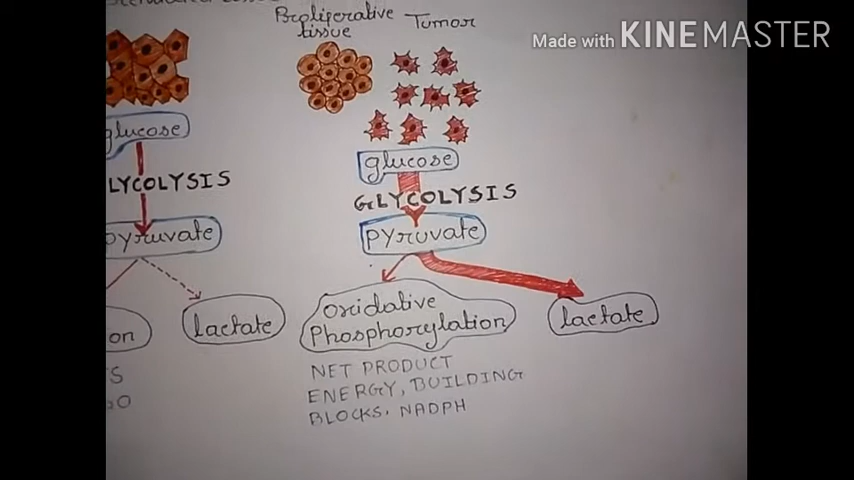 Made with KINEMASTER
Proliferative
tissue
Tumor
glucose
LYCOLYSIS
pyruvate
lactate
on
glucose
GLYCOLYSIS
pyruvate
oxidative
Phosphorylation
lactate
NET PRODUCT
ENERGY, BUILDING
BLOCKS, NADPH